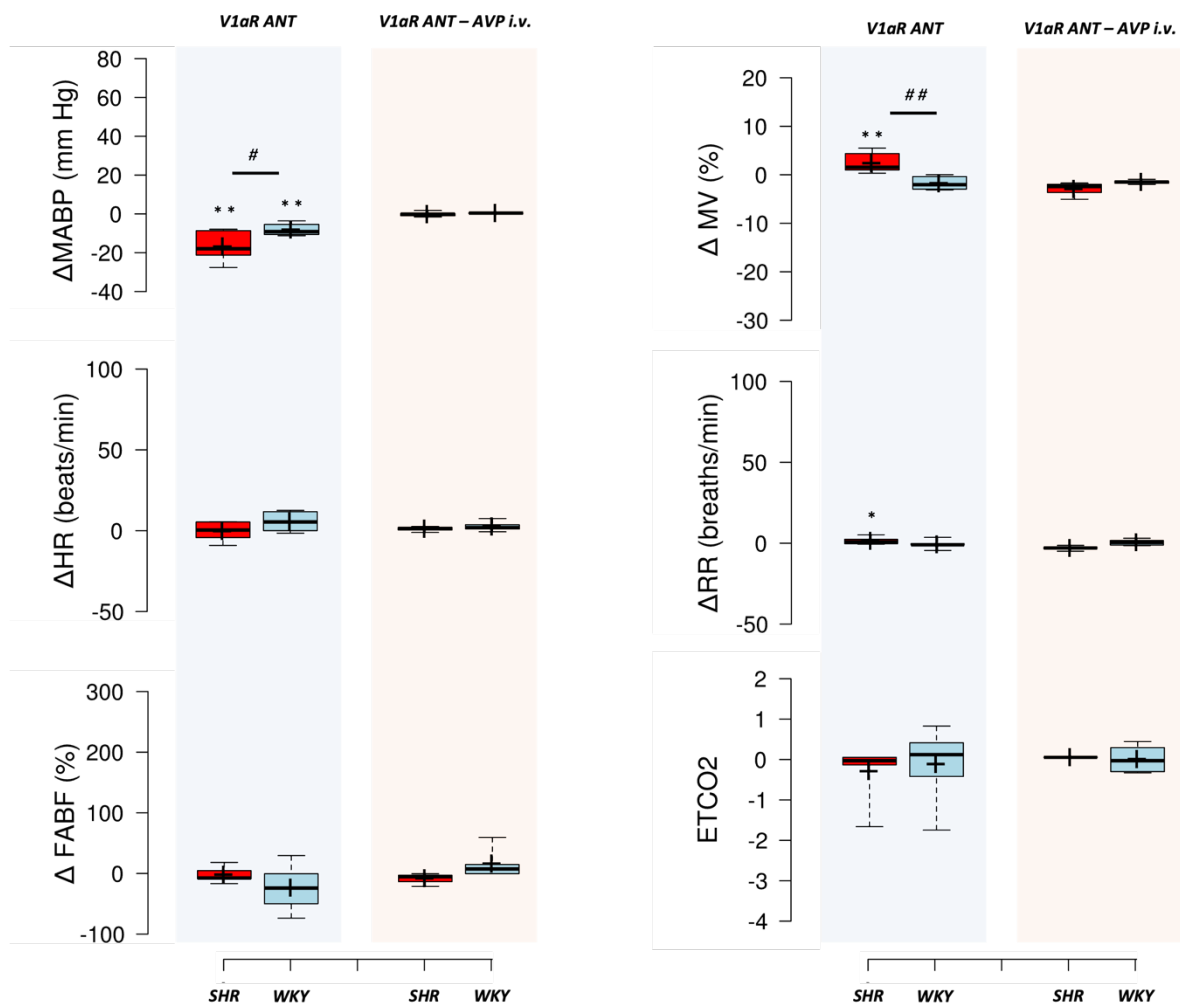 V1aR ANT
V1aR ANT – AVP i.v.
ΔMABP (mm Hg)
80
60
40
20
0
-20
-40
#
* *
* *
ΔHR (beats/min)
100
50
0
-50
Δ FABF (%)
300
200
100
0
-100
SHR
WKY
SHR
WKY
V1aR ANT
V1aR ANT – AVP i.v.
Δ MV (%)
20
10
0
-10
-20
-30
# #
* *
ΔRR (breaths/min)
100
50
0
-50
*
ETCO2
2
1
0
-1
-2
-3
-4
SHR
WKY
SHR
WKY